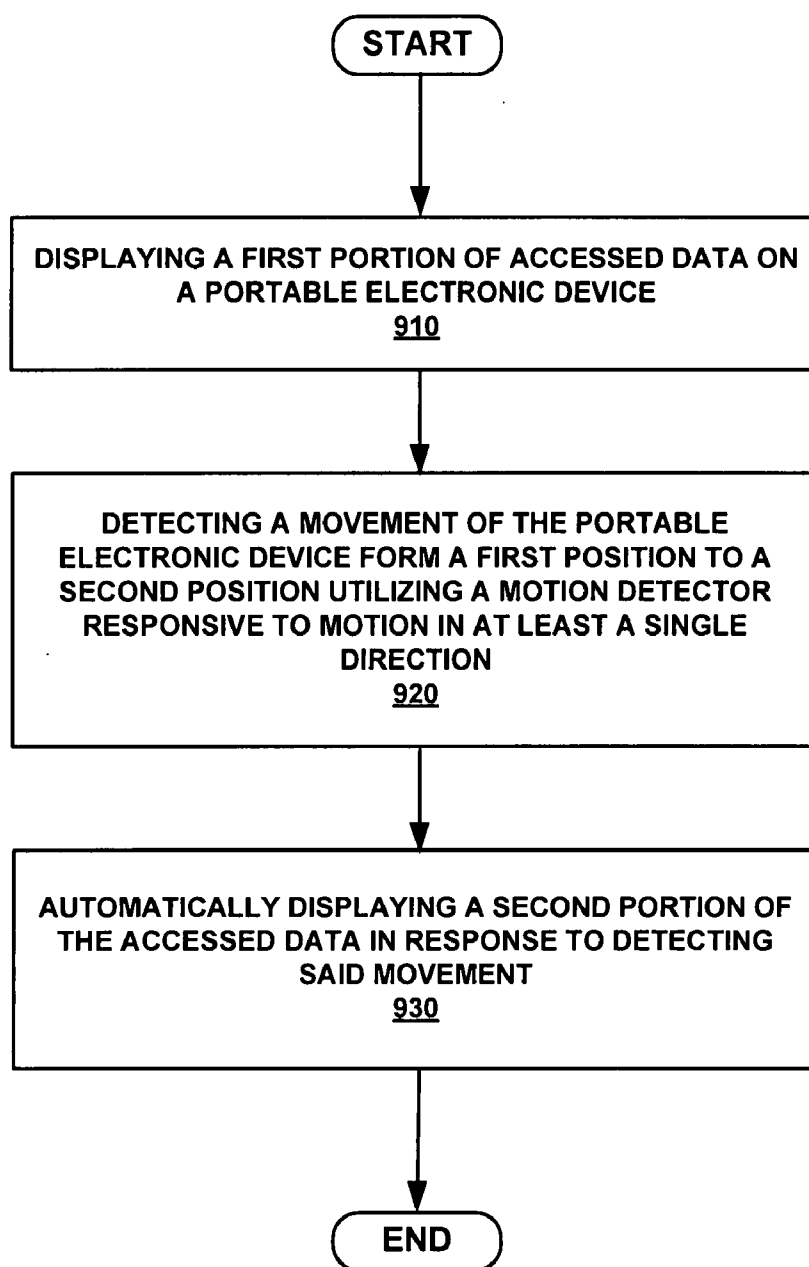 START
DISPLAYING A FIRST PORTION OF ACCESSED DATA ON
A PORTABLE ELECTRONIC DEVICE
910
DETECTING A MOVEMENT OF THE PORTABLE
ELECTRONIC DEVICE FORM A FIRST POSITION TO A
SECOND POSITION UTILIZING A MOTION DETECTOR
RESPONSIVE TO MOTION IN AT LEAST A SINGLE
DIRECTION
920
AUTOMATICALLY DISPLAYING A SECOND PORTION OF
THE ACCESSED DATA IN RESPONSE TO DETECTING
SAID MOVEMENT
930
END